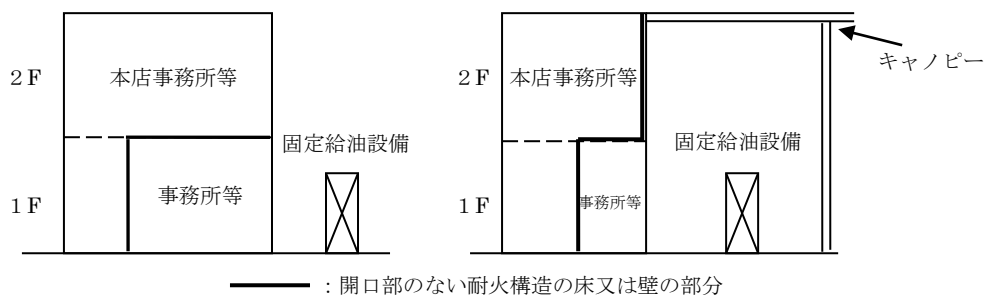 2F
本店事務所等
固定給油設備
1F
事務所等
2F
本店事務所等
キャノピー
固定給油設備
1F
事務所等
：開口部のない耐火構造の床又は壁の部分